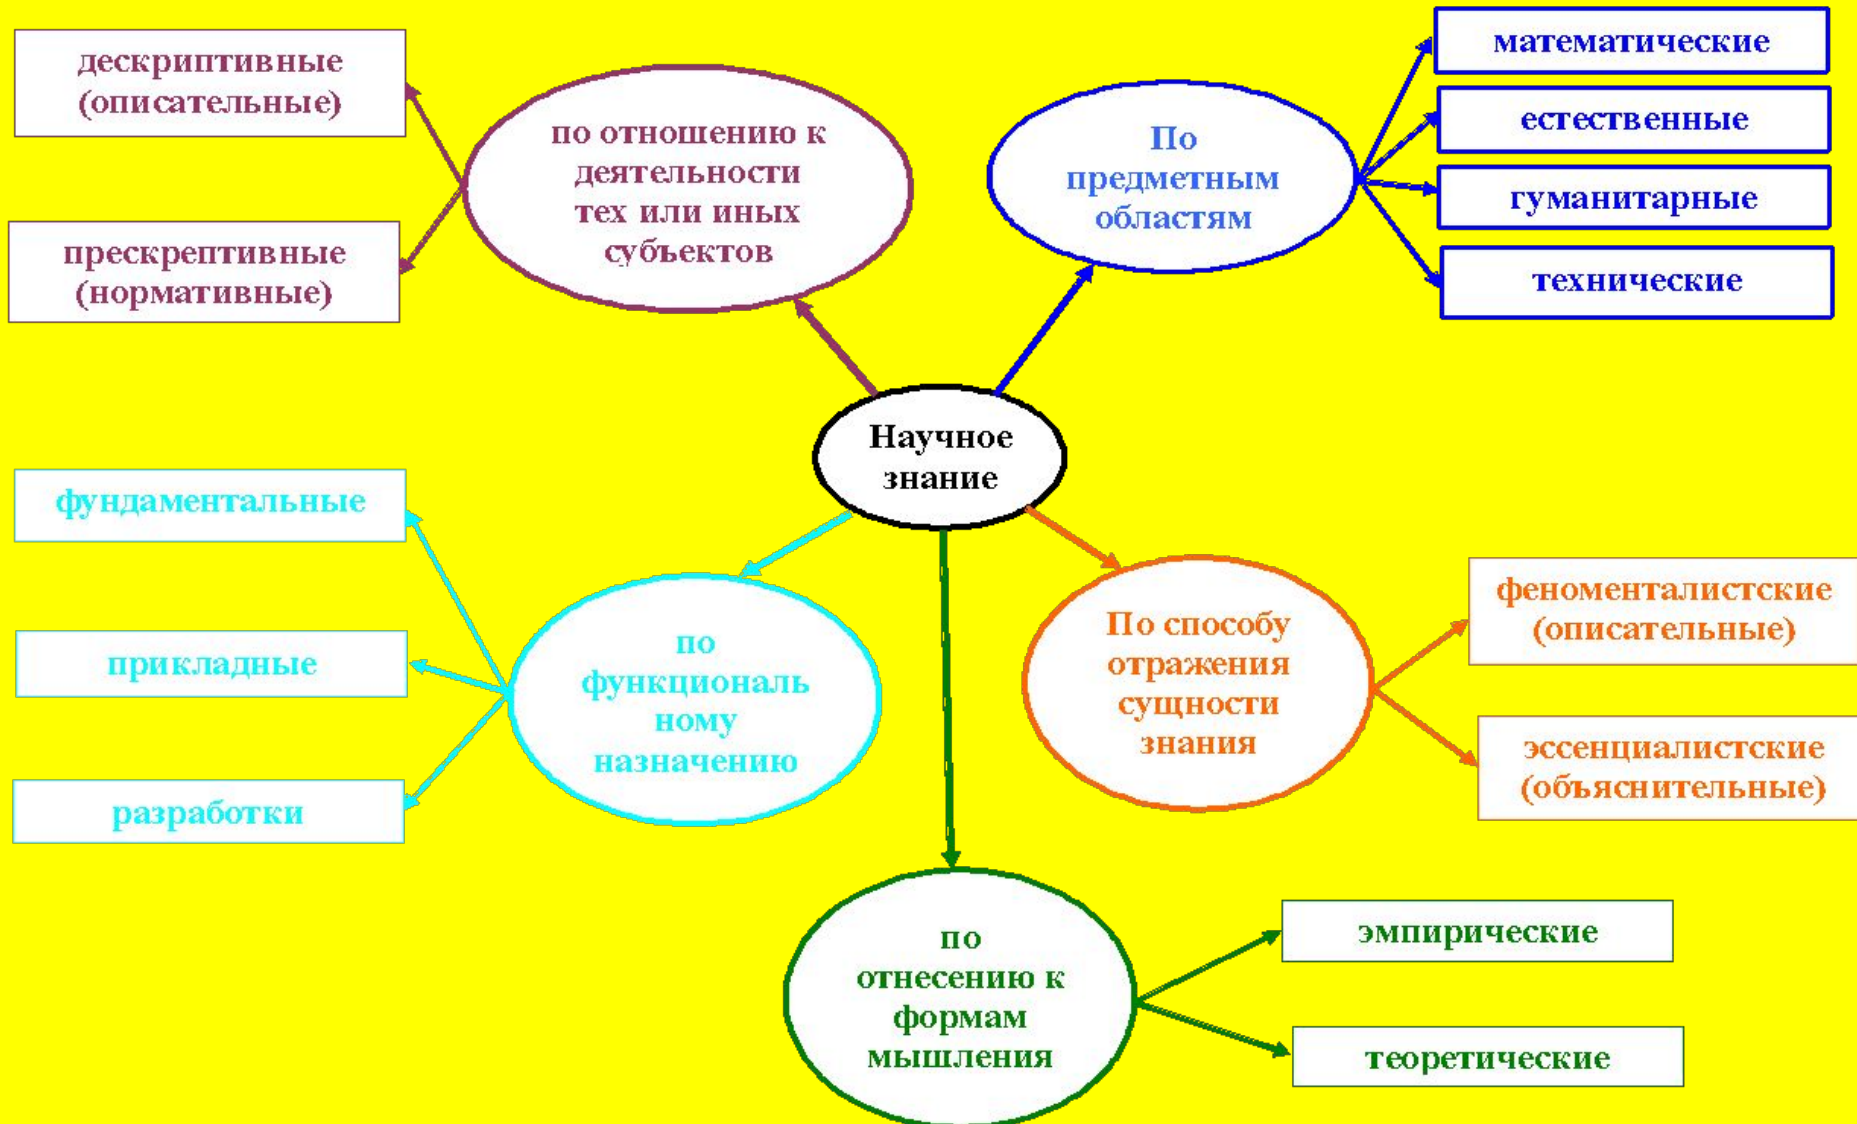 дескриптивные
(описательные)
прескрептивные
(нормативные)
по отношению к
деятельности
тех или иных
субъектов
По
предметным
областям
математические
естественные
гуманитарные
технические
Научное
знание
фундаментальные
прикладные
разработки
по
функциональ
ному
назначению
По способу
отражения
сущности
знания
феноменталистские
(описательные)
эссенциалистские
(объяснительные)
по
отнесению к
формам
мышления
эмпирические
теоретические